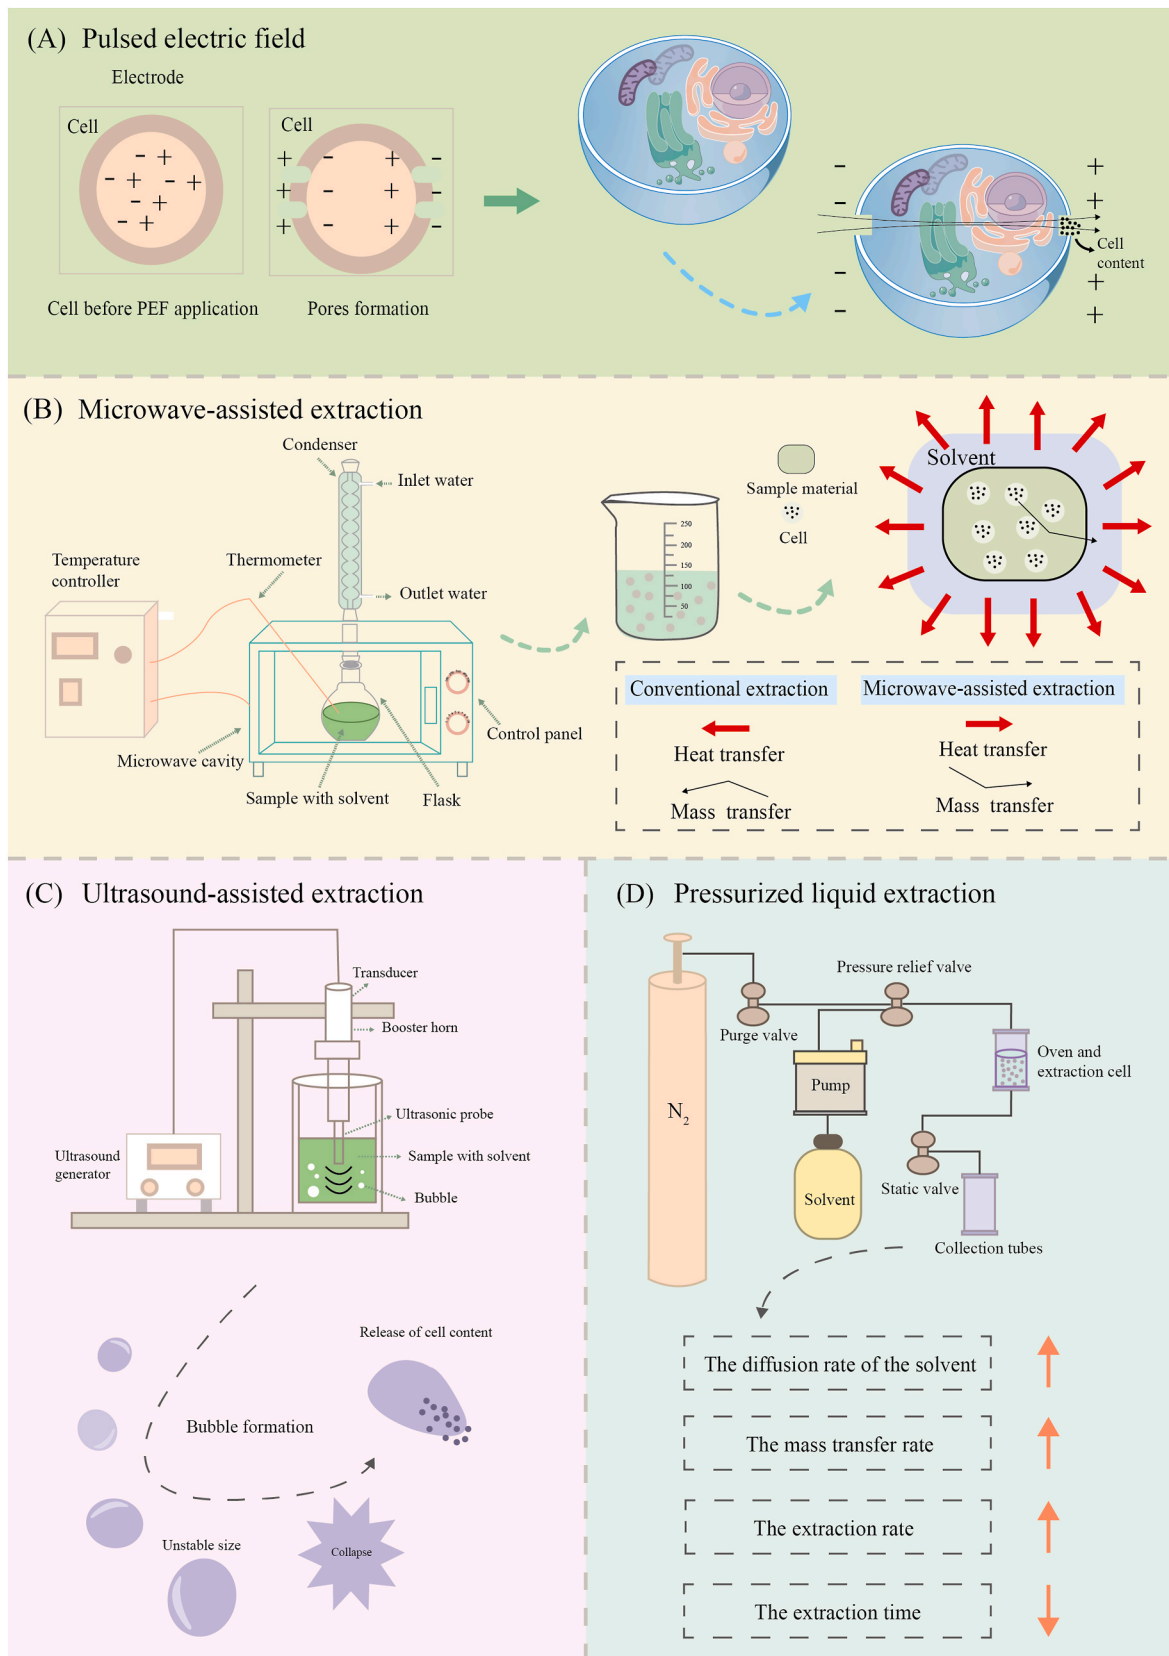 (A) Pulsed electric field
Electrode
Cell
Cell
Cell before PEF application
Pores formation
Cell
content
(B) Microwave-assisted extraction
Condenser
Inlet water
Thermometer
Temperature
controller
Outlet water
Microwave cavity
Control panel
Sample with solvent
Flask
250
200
150
100
50
Sample material
Cell
Solvent
Conventional extraction
Microwave-assisted extraction
Heat transfer
Heat transfer
Mass transfer
Mass transfer
(C) Ultrasound-assisted extraction
Transducer
Booster horn
Ultrasonic probe
Ultrasound
generator
Sample with solvent
Bubble
Release of cell content
Bubble formation
Unstable size
Collapse
(D) Pressurized liquid extraction
Pressure relief valve
Purge valve
Oven and
extraction cell
Pump
N2
Solvent
Static valve
Collection tubes
The diffusion rate of the solvent
The mass transfer rate
The extraction rate
The extraction time